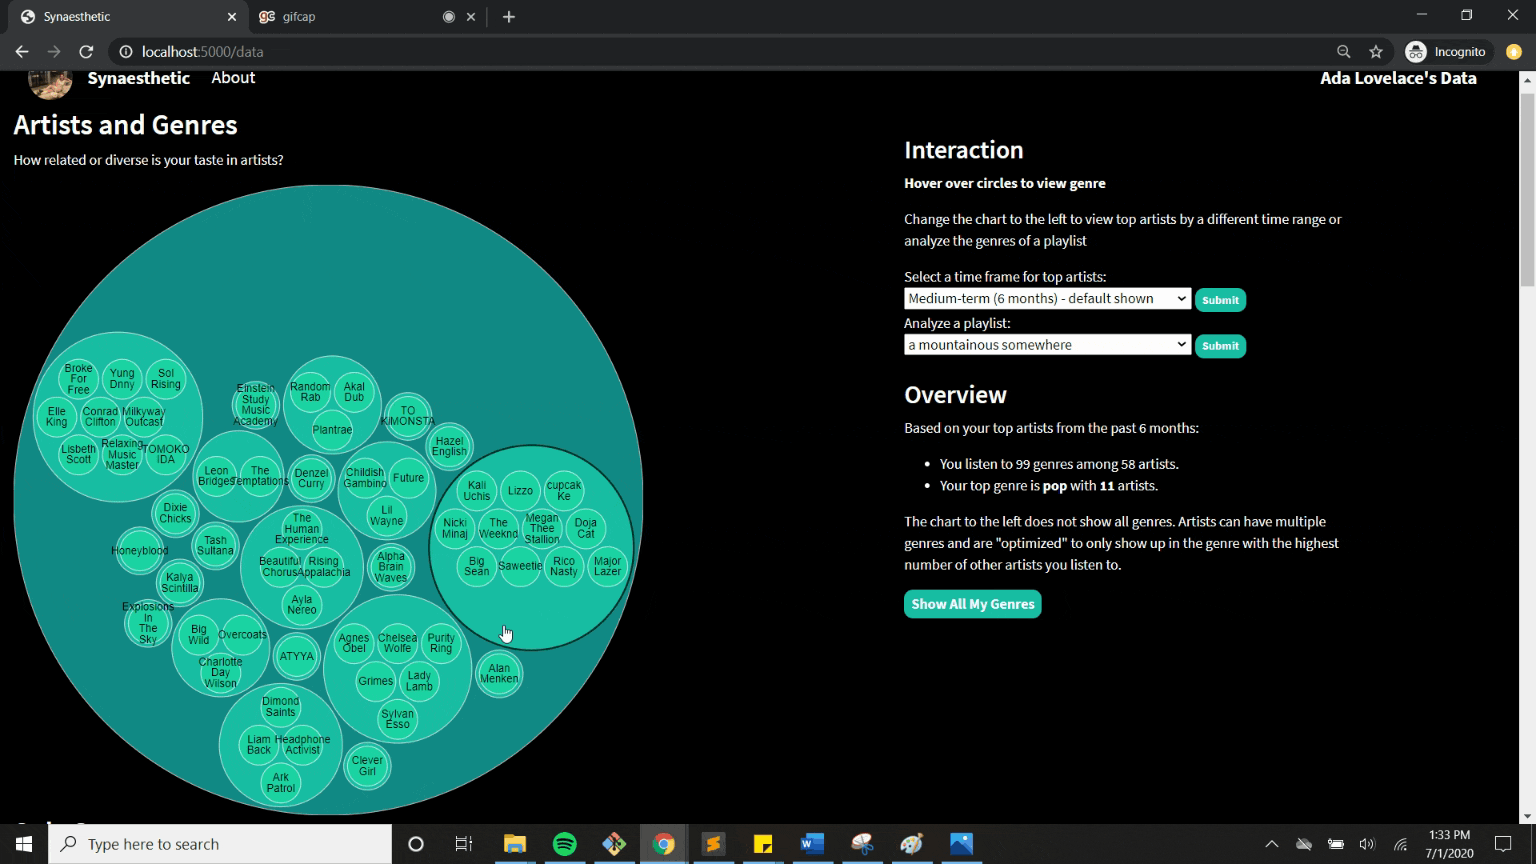 Synaesthetic
gifcap
localhost:5000/data
Incognito
Synaesthetic
About
Ada Lovelace's Data
Artists and Genres
How related or diverse is your taste in artists?
Broke
For
Free
Yung
Dnny
Sol
Rising
Elle
King
Conrad
Clifton
Milkyway
Outcast
Lisbeth
Scott
Relaxing
Music
Master
TOMOKO
IDA
Einstein
Study
Music
Academy
Random
Rab
Akal
Dub
Plantrae
TO
KiMONSTA
Hazel
English
Leon
Bridges
The
Temptations
Denzel
Curry
Childish
Gambino
Future
Lil
Wayne
Kali
Uchis
Lizzo
cupcak
Ke
Nicki
Minaj
The
Weeknd
Megan
Thee
Stallion
Doja
Cat
Big
Sean
Saweetie
Rico
Nasty
Major
Lazer
Dixie
Chicks
Honeyblood
Tash
Sultana
Kalya
Scintilla
The
Human
Experience
Beautiful
Chorus
Rising
Appalachia
Ayla
Nereo
Alpha
Brain
Waves
Explosions
In
The
Sky
Big
Wild
Overcoats
Charlotte
Day
Wilson
ATYYA
Agnes
Obel
Chelsea
Wolfe
Purity
Ring
Grimes
Lady
Lamb
Sylvan
Esso
Alan
Menken
Dimond
Saints
Liam
Back
Headphone
Activist
Ark
Patrol
Clever
Girl
Interaction
Hover over circles to view genre
Change the chart to the left to view top artists by a different time range or
analyze the genres of a playlist
Select a time frame for top artists:
Medium-term (6 months) - default shown
Submit
Analyze a playlist:
a mountainous somewhere
Submit
Overview
Based on your top artists from the past 6 months:
• You listen to 99 genres among 58 artists.
• Your top genre is pop with 11 artists.
The chart to the left does not show all genres. Artists can have multiple
genres and are "optimized" to only show up in the genre with the highest
number of other artists you listen to.
Show All My Genres
Type here to search
1:33 PM
7/1/2020